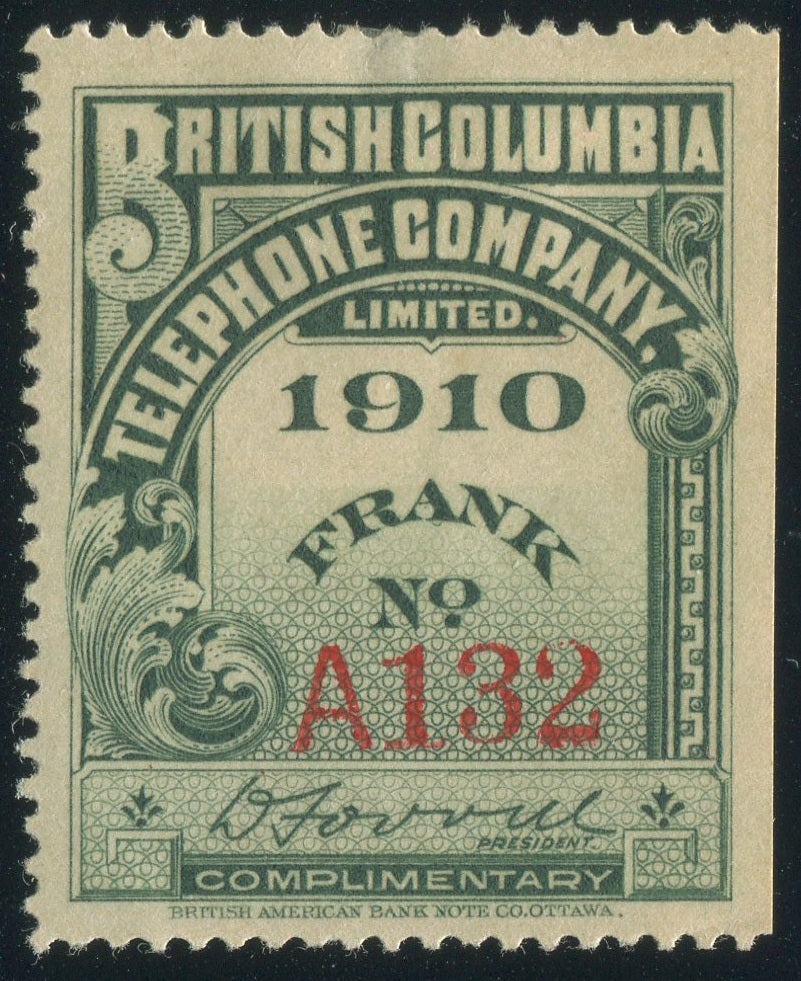 BRITISH COLUMBIA
TELEPHONE COMPANY.
LIMITED.
1910
FRANK
No.
A132
PRESIDENT.
COMPLIMENTARY
BRITISH AMERICAN BANK NOTE CO. OTTAWA.